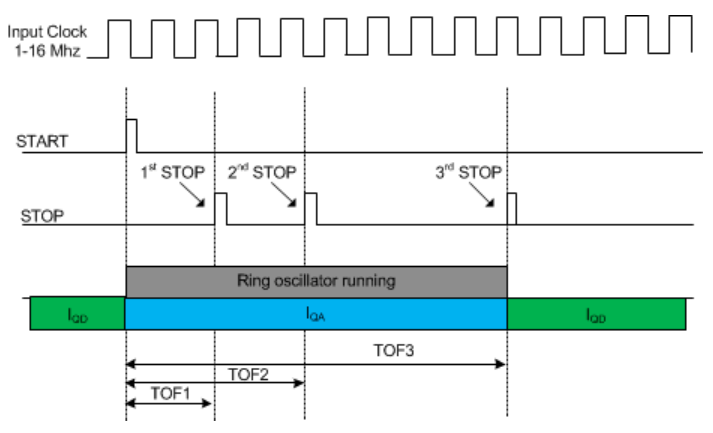 Input Clock
1-16 Mhz
START
1st STOP
2nd STOP
3rd STOP
STOP
Ring oscillator running
IQD
IQA
IQD
TOF3
TOF2
TOF1